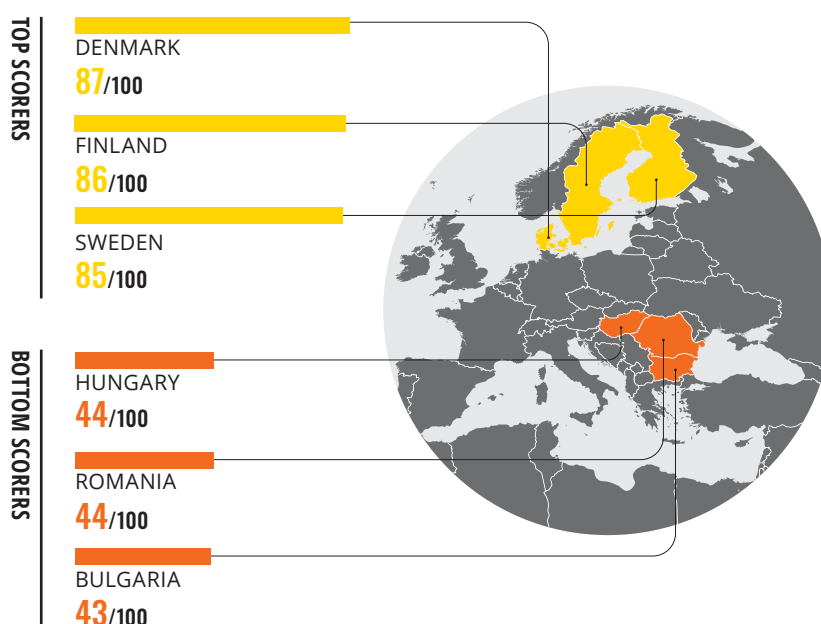 TOP SCORERS
DENMARK
87/100
FINLAND
86/100
SWEDEN
85/100
BOTTOM SCORERS
HUNGARY
44/100
ROMANIA
44/100
BULGARIA
43/100